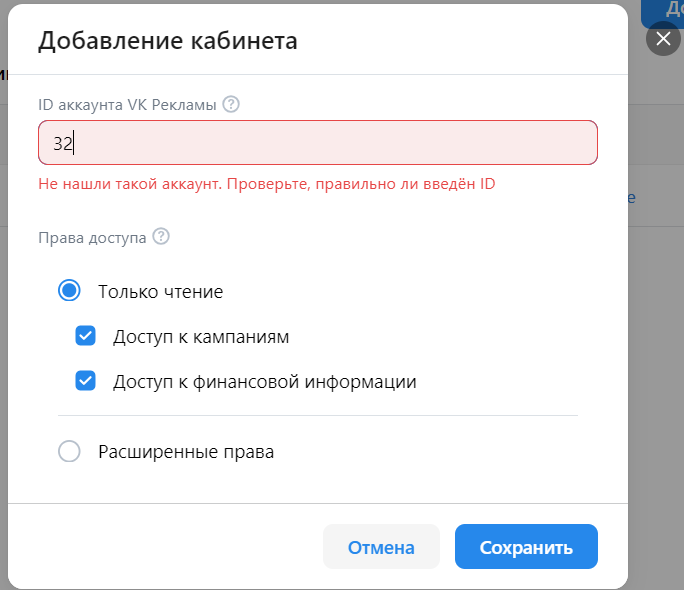 Добавление кабинета
ID аккаунта VK Рекламы
32
Не нашли такой аккаунт. Проверьте, правильно ли введён ID
Права доступа
Только чтение
Доступ к кампаниям
Доступ к финансовой информации
Расширенные права
Отмена
Сохранить